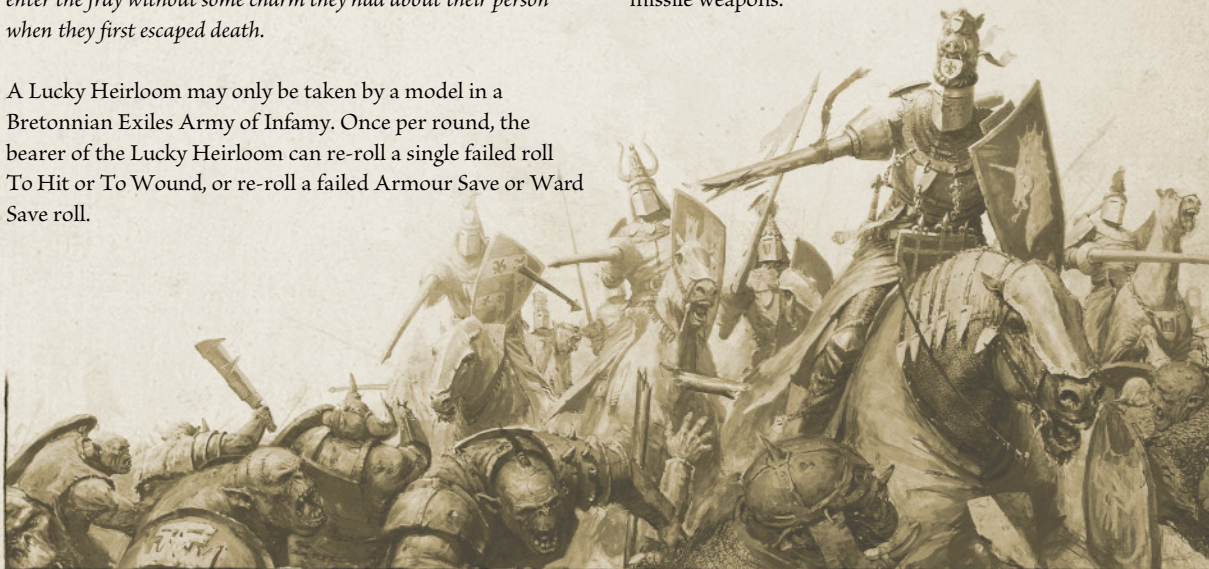 enter the fray without some charm they had about their person
when they first escaped death.
A Lucky Heirloom may only be taken by a model in a
Bretonnian Exiles Army of Infamy. Once per round, the
bearer of the Lucky Heirloom can re-roll a single failed roll
To Hit or To Wound, or re-roll a failed Armour Save or Ward
Save roll.
missile weapons.